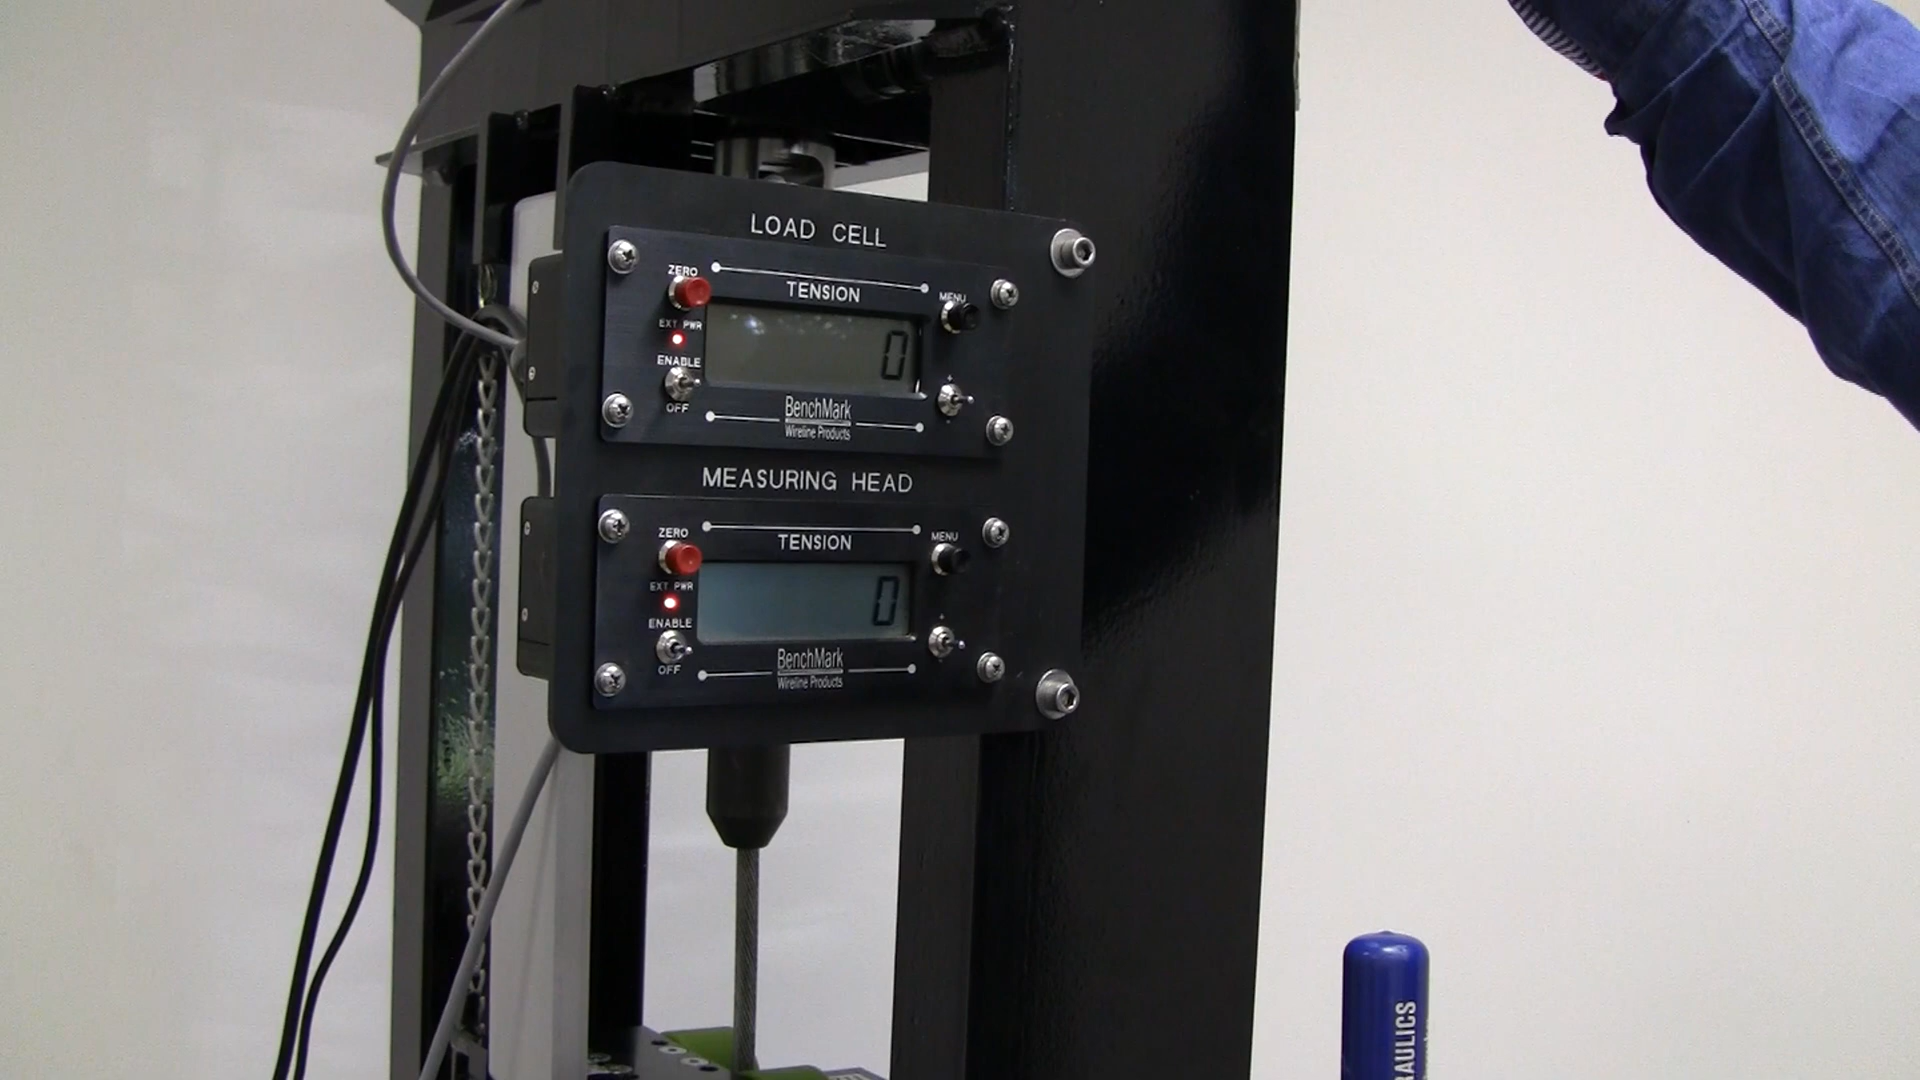 LOAD CELL
ZERO
TENSION
MENU
EXT PWR
ENABLE
0
+
OFF
BenchMark
Wireline Products
MEASURING HEAD
ZERO
TENSION
MENU
EXT PWR
ENABLE
0
+
OFF
BenchMark
Wireline Products
RAULICS